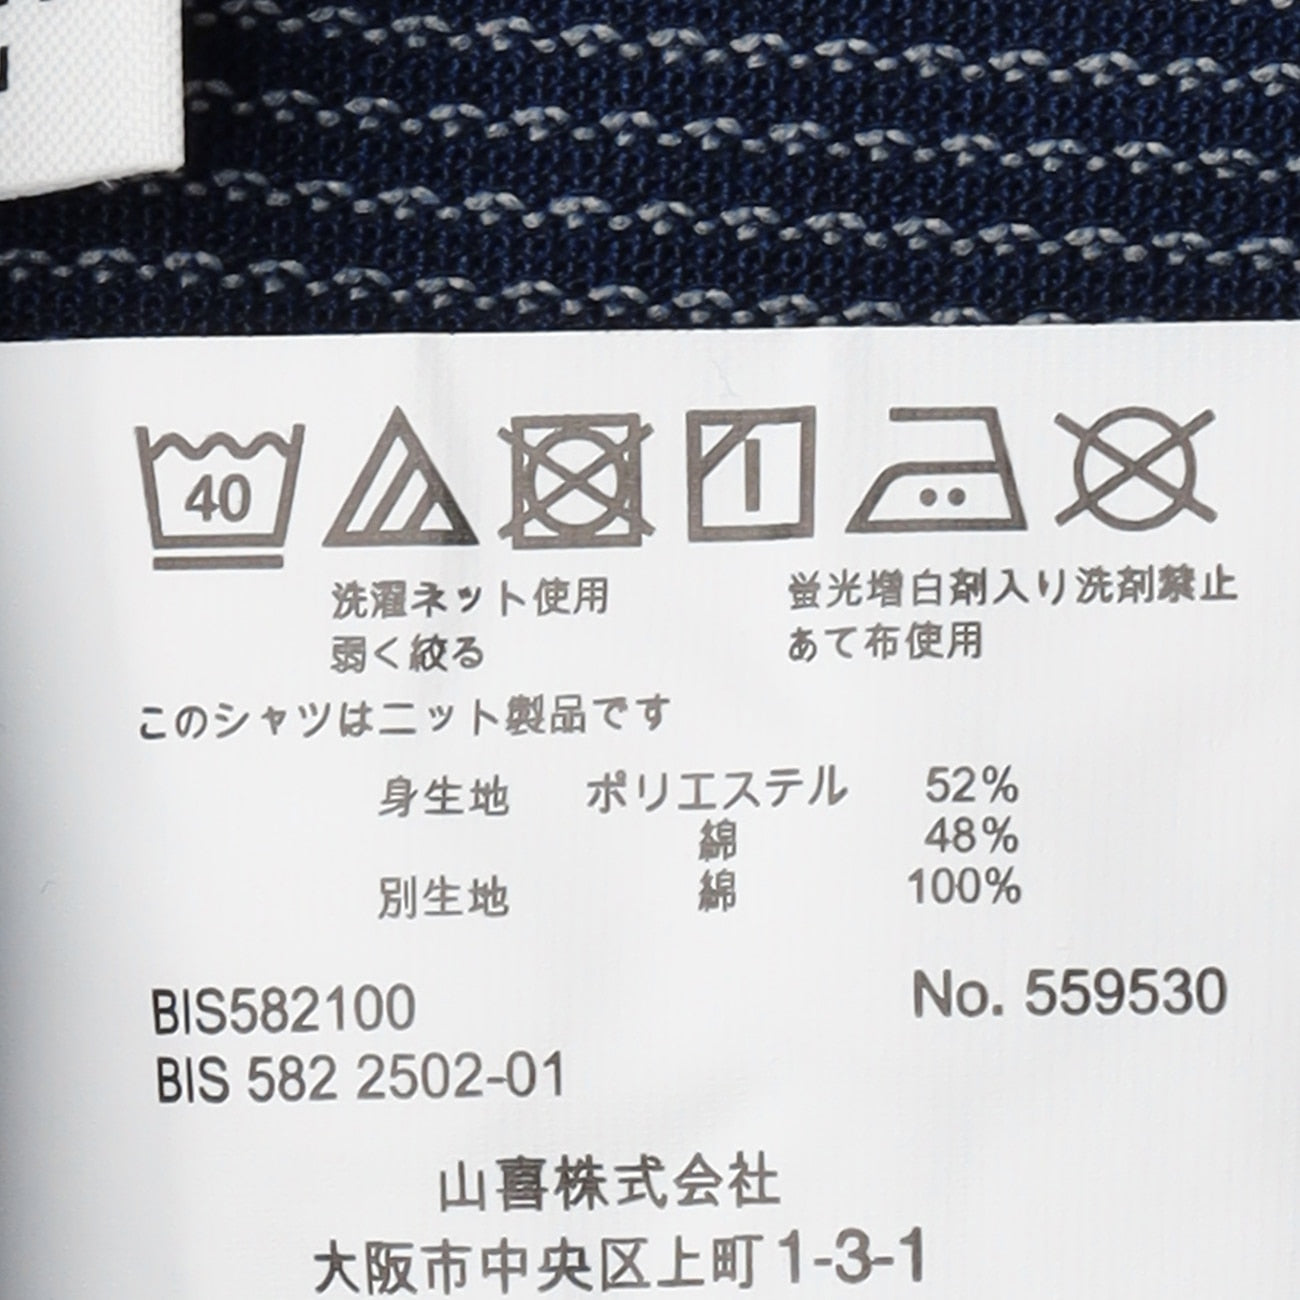 40
洗濯ネット使用
弱く絞る
蛍光増白剤入り洗剤禁止
あて布使用
このシャツはニット製品です
身生地 ポリエステル 52%
綿 48%
別生地 綿 100%
BIS582100
No. 559530
BIS 582 2502-01
山喜株式会社
大阪市中央区上町1-3-1